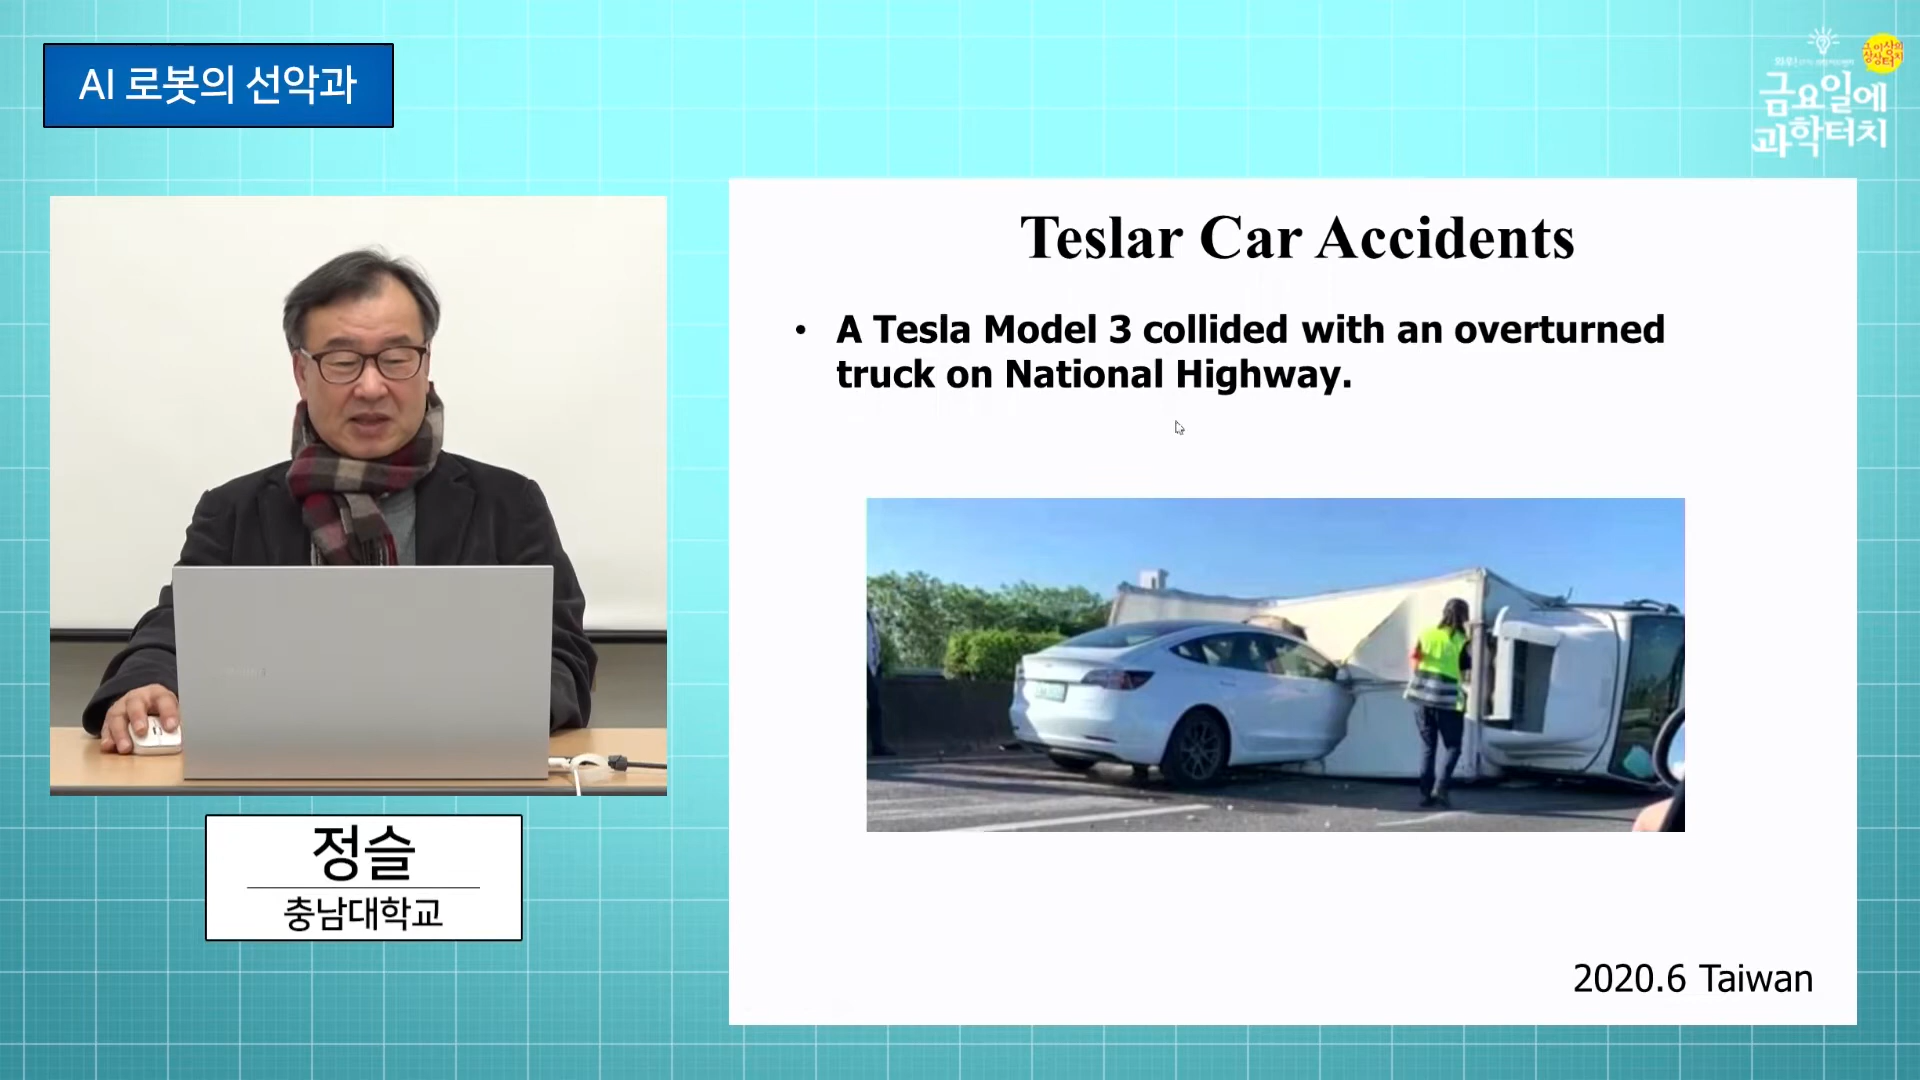 AI 로봇의 선악과
금요일에
과학터치
Teslar Car Accidents
• A Tesla Model 3 collided with an overturned
truck on National Highway.
정슬
충남대학교
2020.6 Taiwan